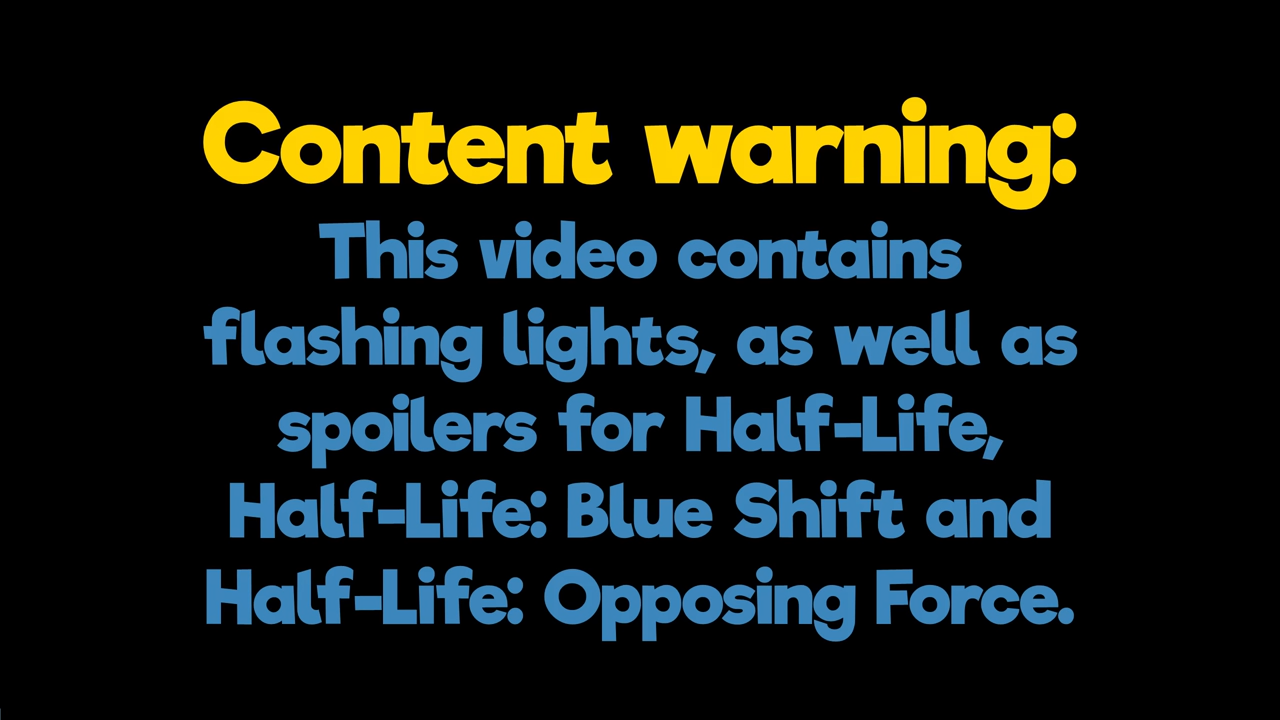 Content warning:
This video contains
flashing lights, as well as
spoilers for Half-Life,
Half-Life: Blue Shift and
Half-Life: Opposing Force.